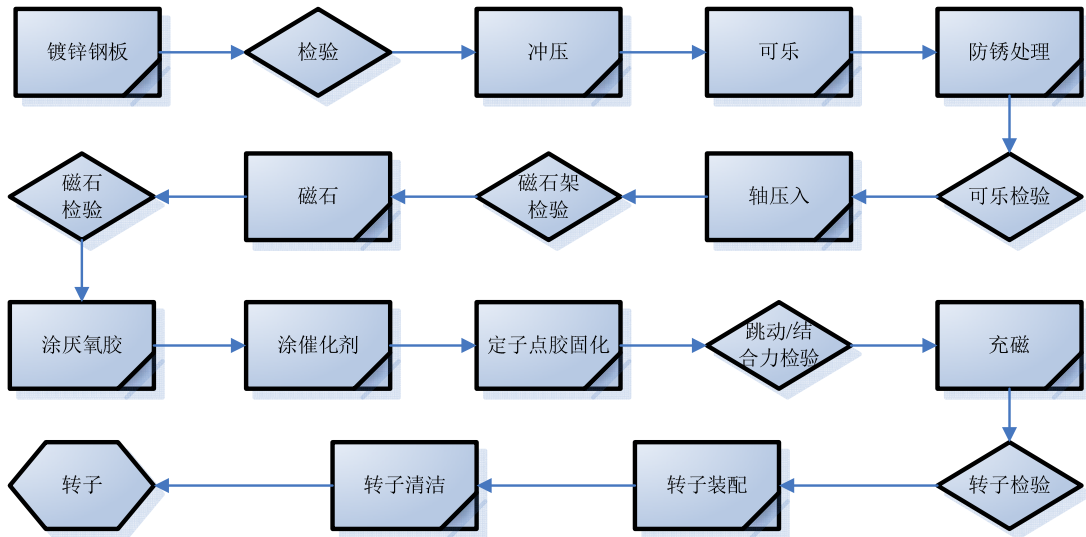 镀锌钢板
检验
冲压
可乐
防锈处理
可乐检验
轴压入
磁石架
检验
磁石
磁石
检验
涂厌氧胶
涂催化剂
定子点胶固化
跳动/结
合力检验
充磁
转子检验
转子装配
转子清洁
转子